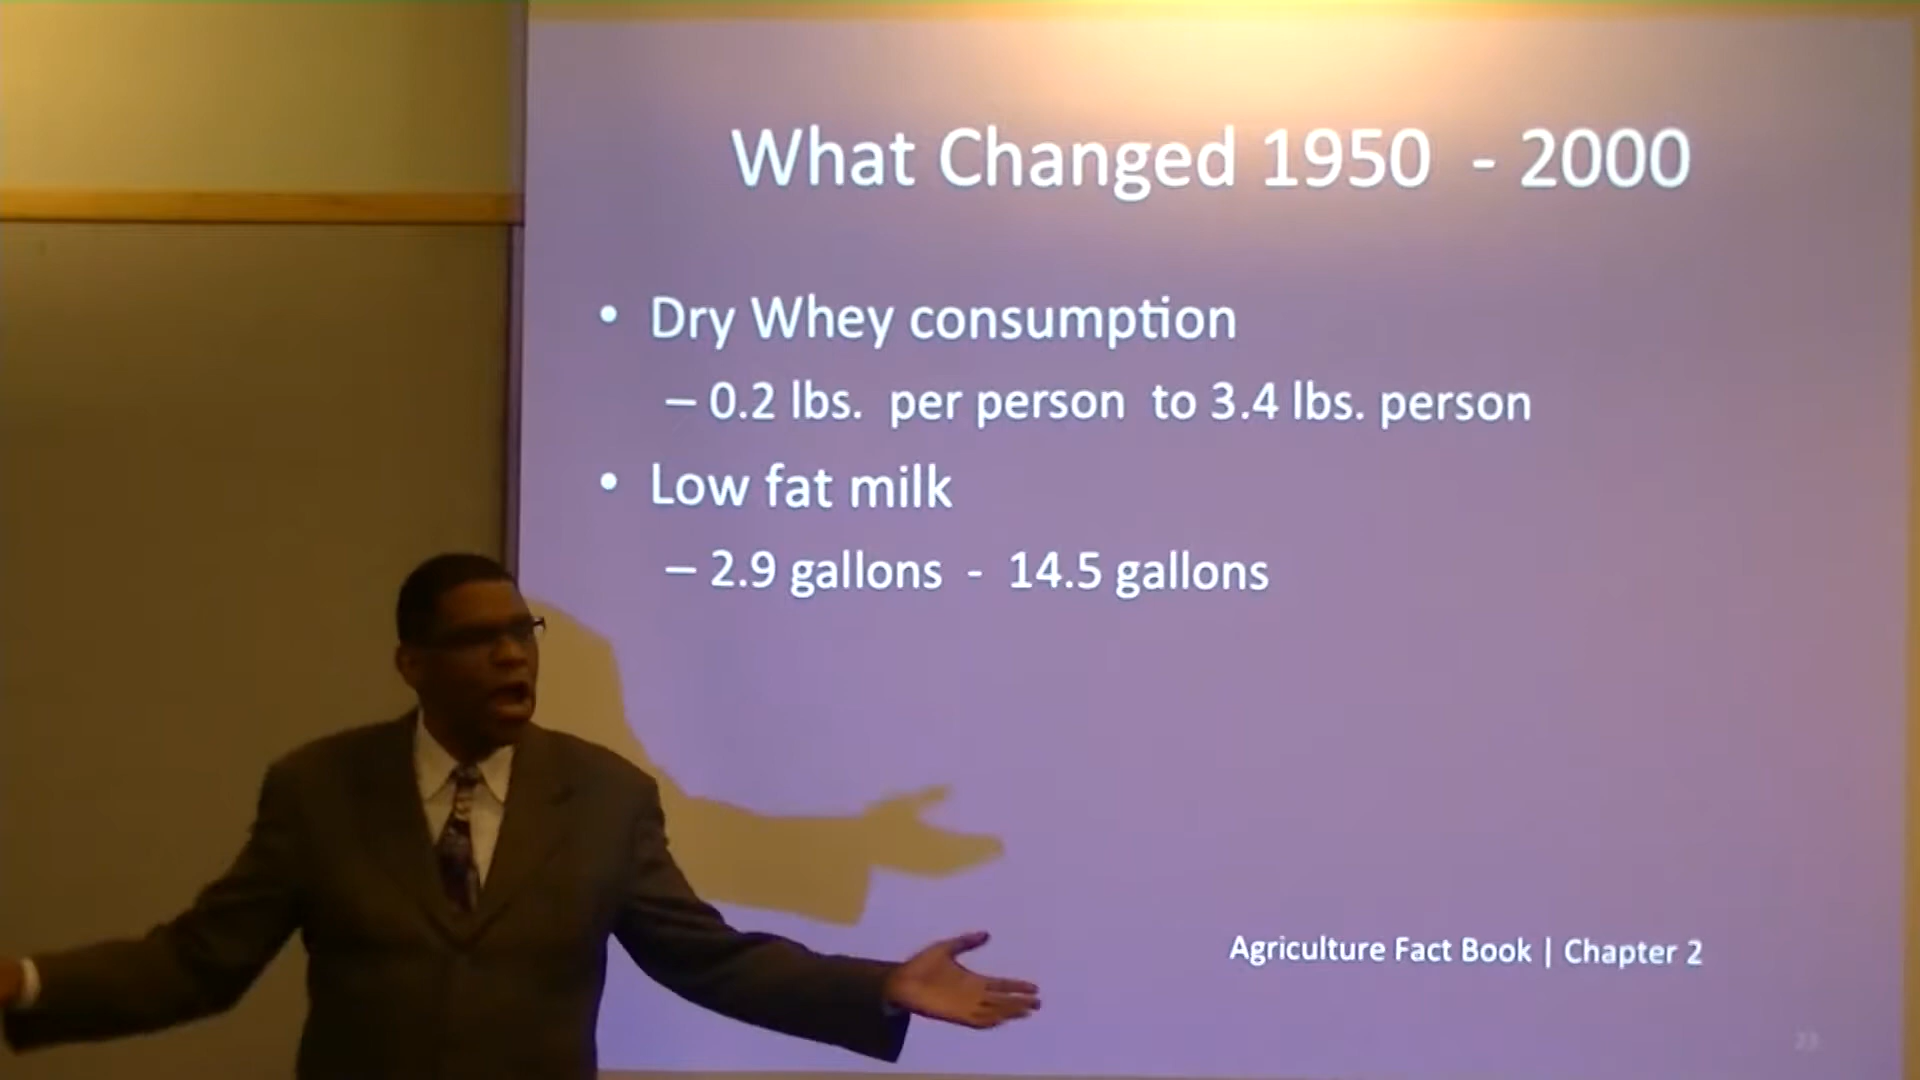 What Changed 1950 - 2000
• Dry Whey consumption
– 0.2 lbs. per person to 3.4 lbs. person
• Low fat milk
– 2.9 gallons - 14.5 gallons
Agriculture Fact Book | Chapter 2
23